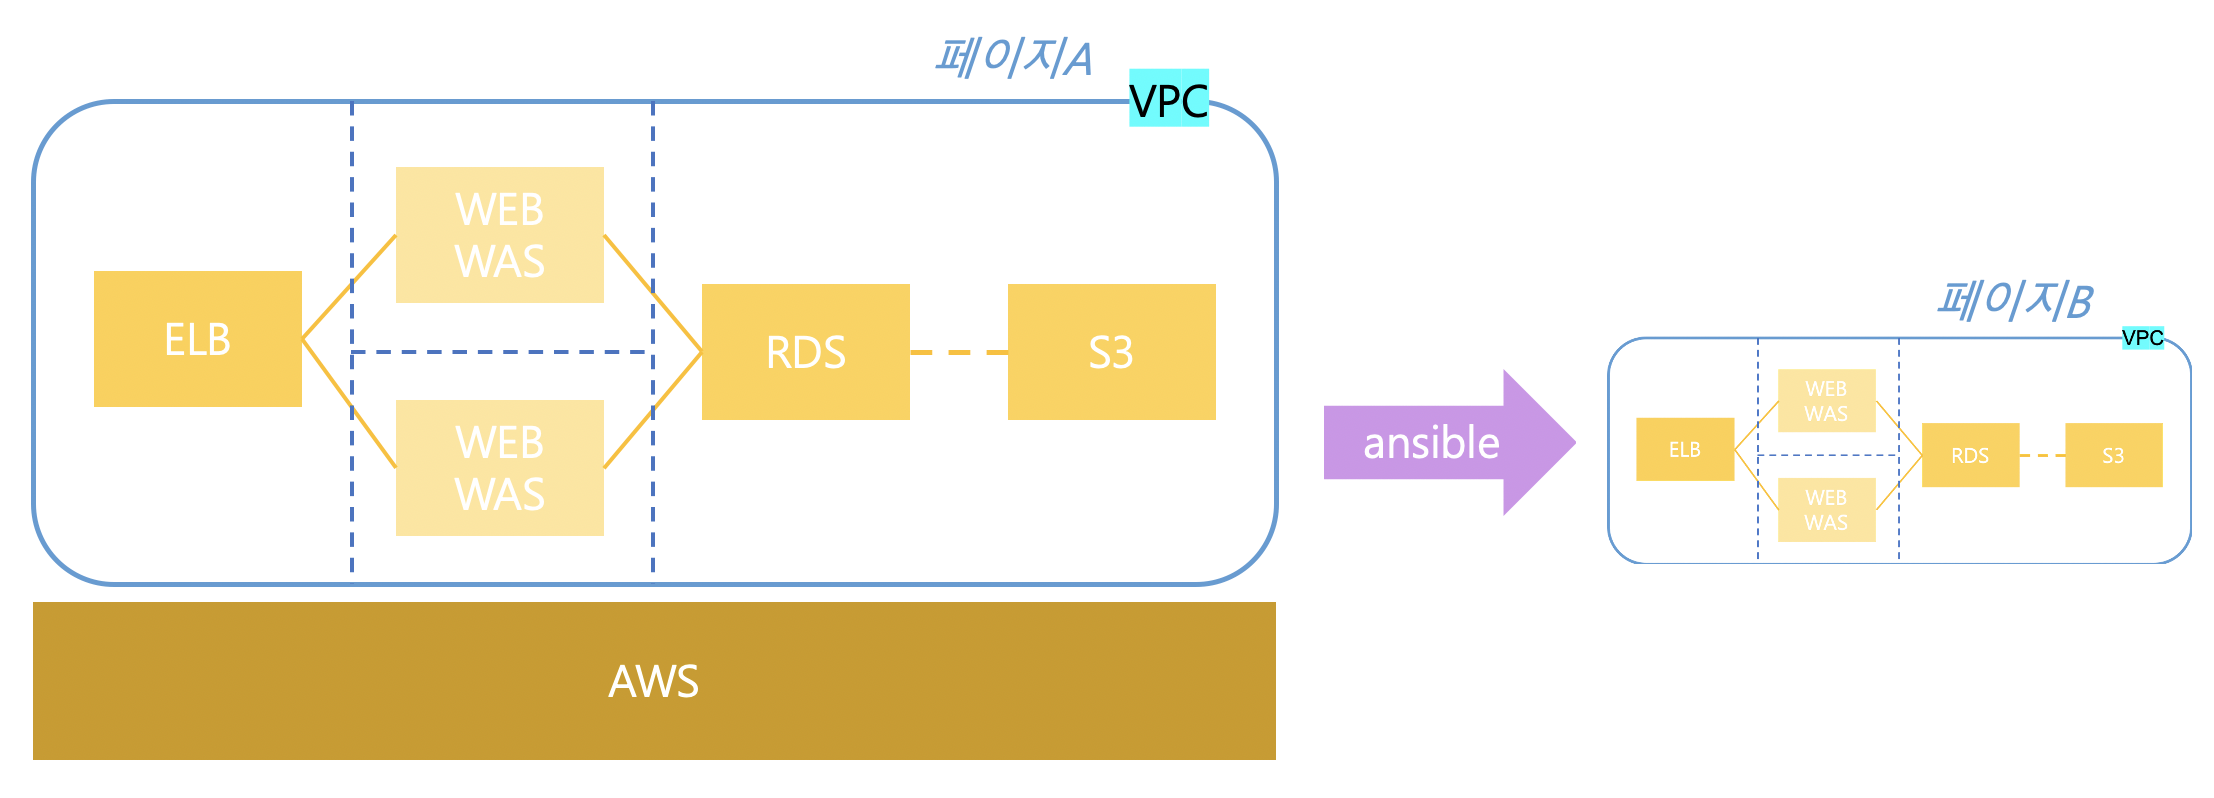 페이지A
VPC
WEB
WAS
ELB
RDS
S3
WEB
WAS
AWS
ansible
페이지B
VPC
WEB
WAS
ELB
RDS
S3
WEB
WAS